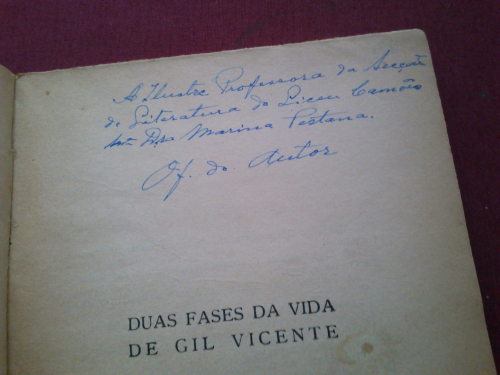 A Ilustre Professora da Secção
de Literatura do Liceu Camões
Dra Marina Pestana.
Of. do Autor
DUAS FASES DA VIDA
DE GIL VICENTE